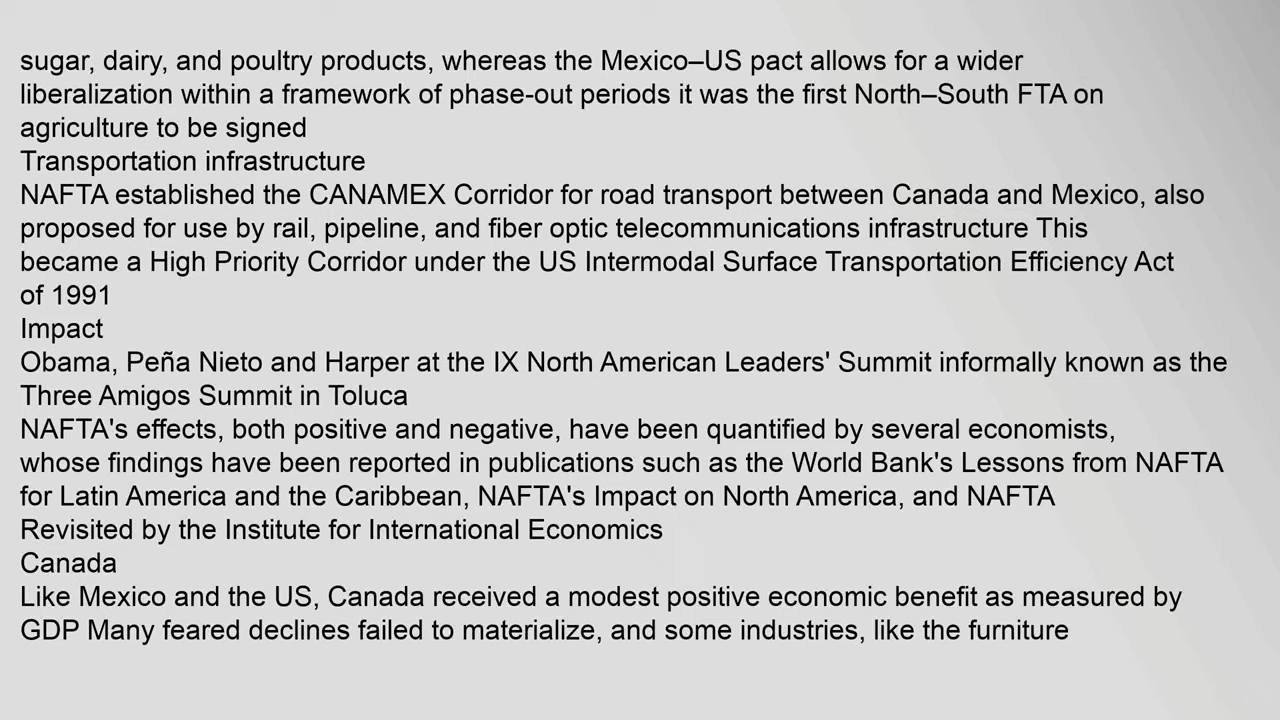 sugar, dairy, and poultry products, whereas the Mexico–US pact allows for a wider
liberalization within a framework of phase-out periods it was the first North–South FTA on
agriculture to be signed
Transportation infrastructure
NAFTA established the CANAMEX Corridor for road transport between Canada and Mexico, also
proposed for use by rail, pipeline, and fiber optic telecommunications infrastructure This
became a High Priority Corridor under the US Intermodal Surface Transportation Efficiency Act
of 1991
Impact
Obama, Peña Nieto and Harper at the IX North American Leaders' Summit informally known as the
Three Amigos Summit in Toluca
NAFTA's effects, both positive and negative, have been quantified by several economists,
whose findings have been reported in publications such as the World Bank's Lessons from NAFTA
for Latin America and the Caribbean, NAFTA's Impact on North America, and NAFTA
Revisited by the Institute for International Economics
Canada
Like Mexico and the US, Canada received a modest positive economic benefit as measured by
GDP Many feared declines failed to materialize, and some industries, like the furniture